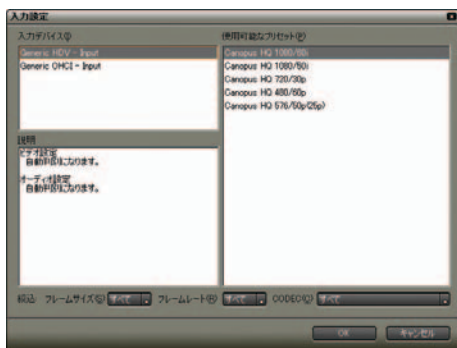 入力設定
入力デバイス(I)
Generic HDV - Input
Generic OHCI - Input
説明
ビデオ設定
自動判別になります。
オーディオ設定
自動判別になります。
使用可能なプリセット(P)
Canopus HQ 1080/60i
Canopus HQ 1080/50i
Canopus HQ 720/30p
Canopus HQ 480/60p
Canopus HQ 576/50p(25p)
絞込: フレームサイズ(S) すべて フレームレート(R) すべて CODEC(C) すべて
OK キャンセル